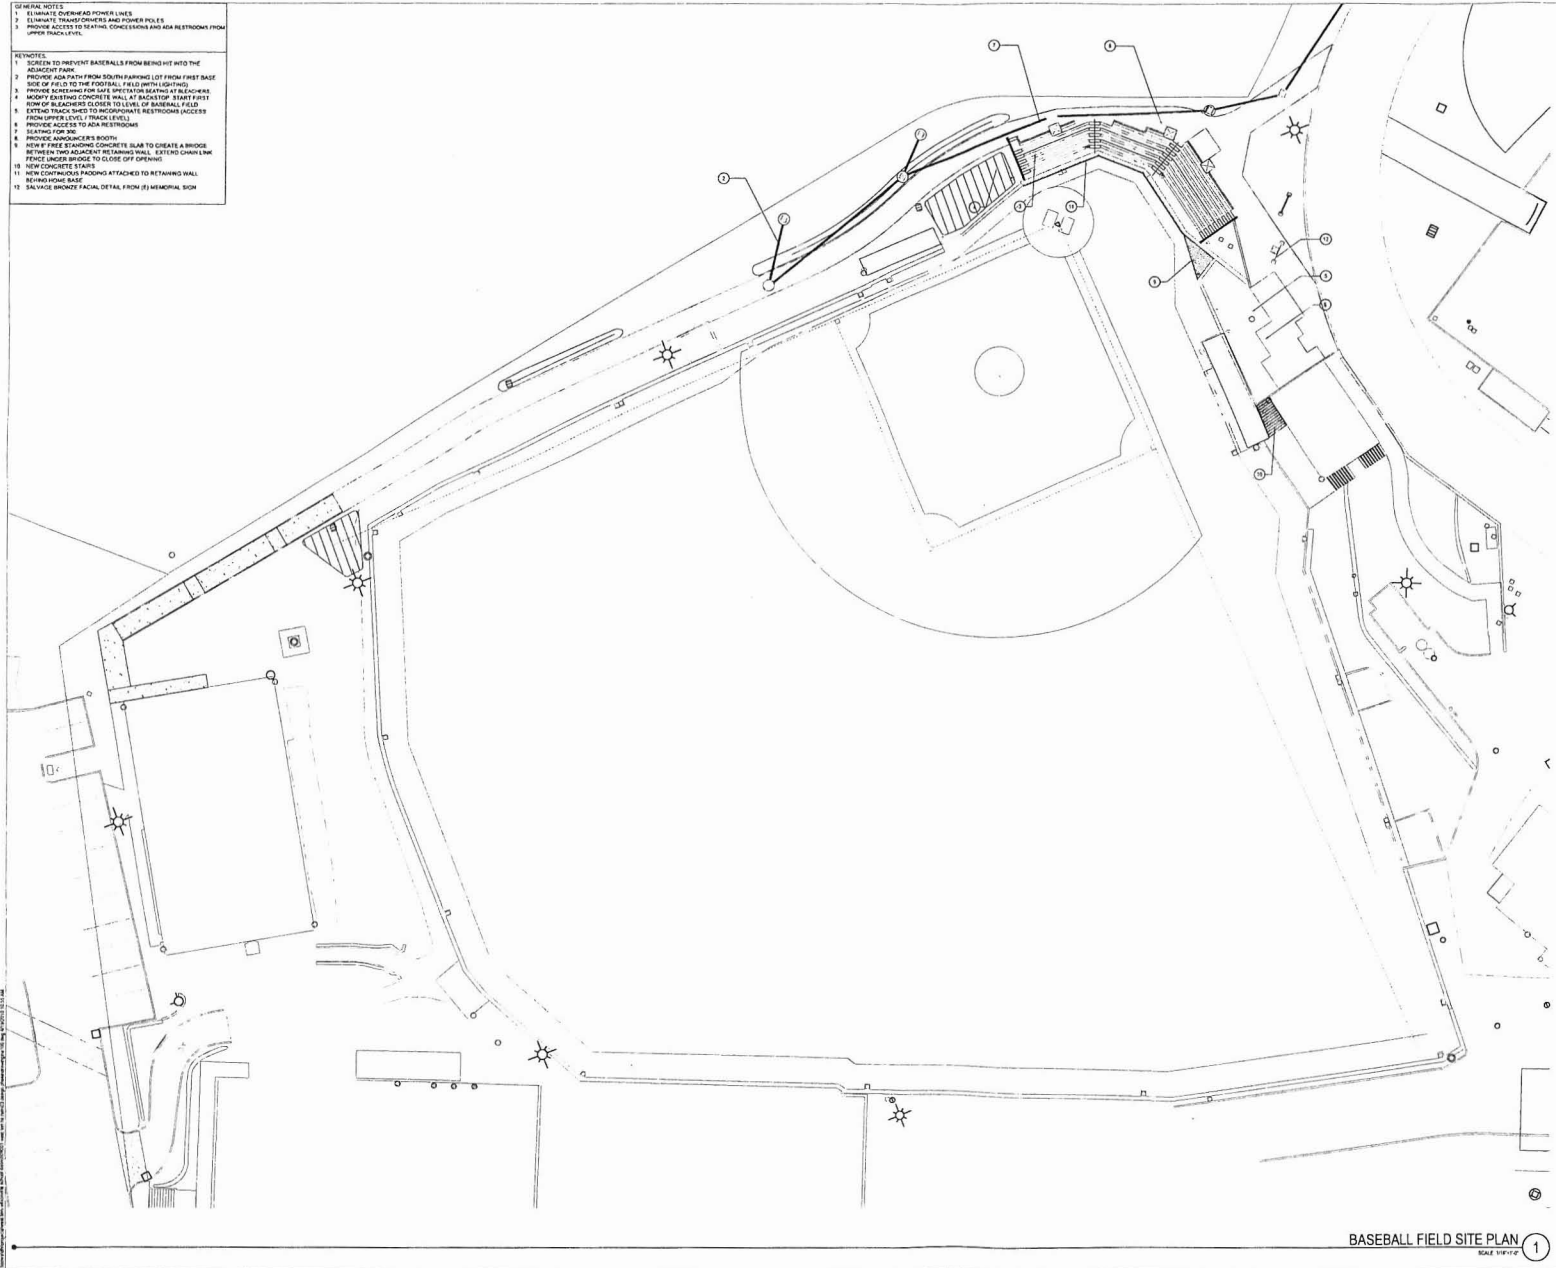 GENERAL NOTES
1 ELIMINATE OVERHEAD POWER LINES
2 ELIMINATE TRANSFORMERS AND POWER POLES
3 PROVIDE ACCESS TO SEATING, CONCESSIONS AND ADA RESTROOMS FROM
UPPER TRACK LEVEL
KEYNOTES
1 SCREEN TO PREVENT BASEBALLS FROM BEING HIT INTO THE
ADJACENT PARK.
2 PROVIDE ADA PATH FROM SOUTH PARKING LOT FROM FIRST BASE
SIDE OF FIELD TO THE FOOTBALL FIELD (WITH LIGHTING)
3. PROVIDE SCREENING FOR SAFE SPECTATOR SEATING AT BLEACHERS.
4 MODIFY EXISTING CONCRETE WALL AT BACKSTOP START FIRST
ROW OF BLEACHERS CLOSER TO LEVEL OF BASEBALL FIELD
5. EXTEND TRACK SHED TO INCORPORATE RESTROOMS (ACCESS
FROM UPPER LEVEL / TRACK LEVEL)
6 PROVIDE ACCESS TO ADA RESTROOMS
7 SEATING FOR 300
8. PROVIDE ANNOUNCER'S BOOTH
9. NEW 8" FREE STANDING CONCRETE SLAB TO CREATE A BRIDGE
BETWEEN TWO ADJACENT RETAINING WALL EXTEND CHAIN LINK
FENCE UNDER BRIDGE TO CLOSE OFF OPENING
10 NEW CONCRETE STAIRS
11 NEW CONTINUOUS PADDING ATTACHED TO RETAINING WALL
BEHIND HOME BASE
12 SALVAGE BRONZE FACIAL DETAIL FROM (E) MEMORIAL SIGN
2
9
12
10
BASEBALL FIELD SITE PLAN
1